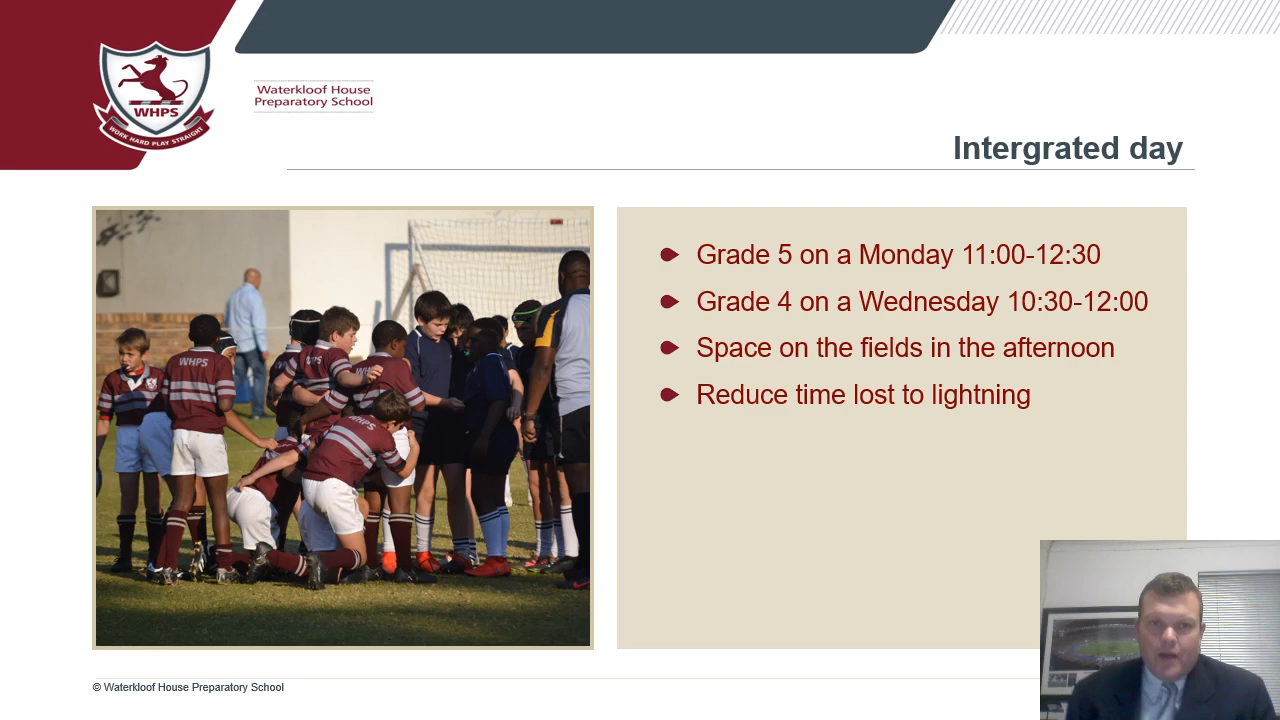 WHPS
WORK HARD PLAY STRAIGHT
Waterkloof House
Preparatory School
Intergrated day
Grade 5 on a Monday 11:00-12:30
Grade 4 on a Wednesday 10:30-12:00
Space on the fields in the afternoon
Reduce time lost to lightning
WHPS
WHPS
WHPS
WHPS
© Waterkloof House Preparatory School